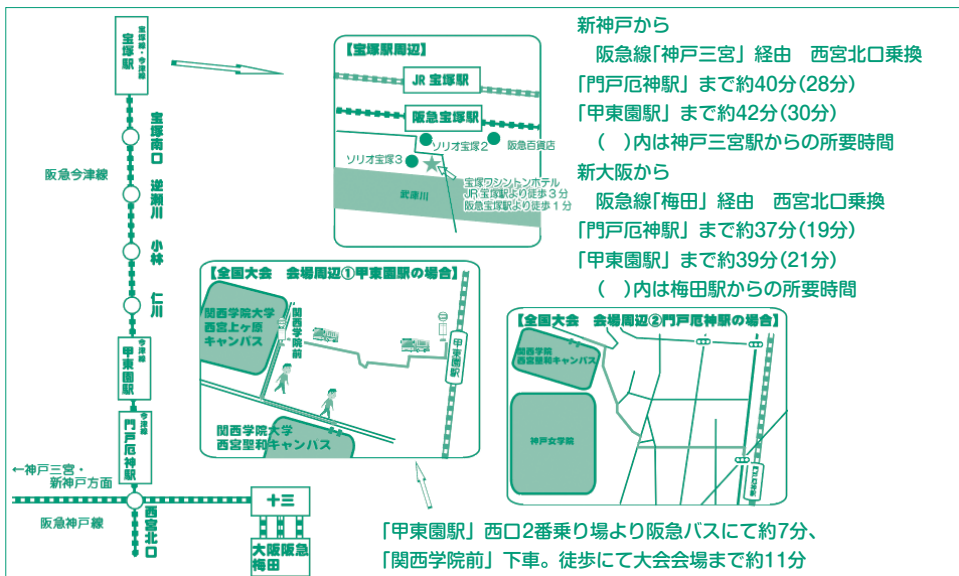 宝塚線・今津線
宝塚駅
宝塚南口
阪急今津線
逆瀬川
小林
仁川
今津線
甲東園駅
今津線
門戸厄神駅
←神戸三宮・
新神戸方面
阪急神戸線
西宮北口
十三
大阪阪急
梅田
【宝塚駅周辺】
JR 宝塚駅
阪急宝塚駅
ソリオ宝塚2
阪急百貨店
ソリオ宝塚3
宝塚ワシントンホテル
JR 宝塚駅より徒歩3分
阪急宝塚駅より徒歩1分
武庫川
新神戸から
阪急線「神戸三宮」経由　西宮北口乗換
「門戸厄神駅」まで約40分(28分)
「甲東園駅」まで約42分(30分)
(　)内は神戸三宮駅からの所要時間
新大阪から
阪急線「梅田」経由　西宮北口乗換
「門戸厄神駅」まで約37分(19分)
「甲東園駅」まで約39分(21分)
(　)内は梅田駅からの所要時間
【全国大会　会場周辺①甲東園駅の場合】
関西学院大学
西宮上ヶ原
キャンパス
関西学院前
甲東園駅
関西学院大学
西宮聖和キャンパス
【全国大会　会場周辺②門戸厄神駅の場合】
関西学院
西宮聖和キャンパス
神戸女学院
「甲東園駅」西口2番乗り場より阪急バスにて約7分、
「関西学院前」下車。徒歩にて大会会場まで約11分